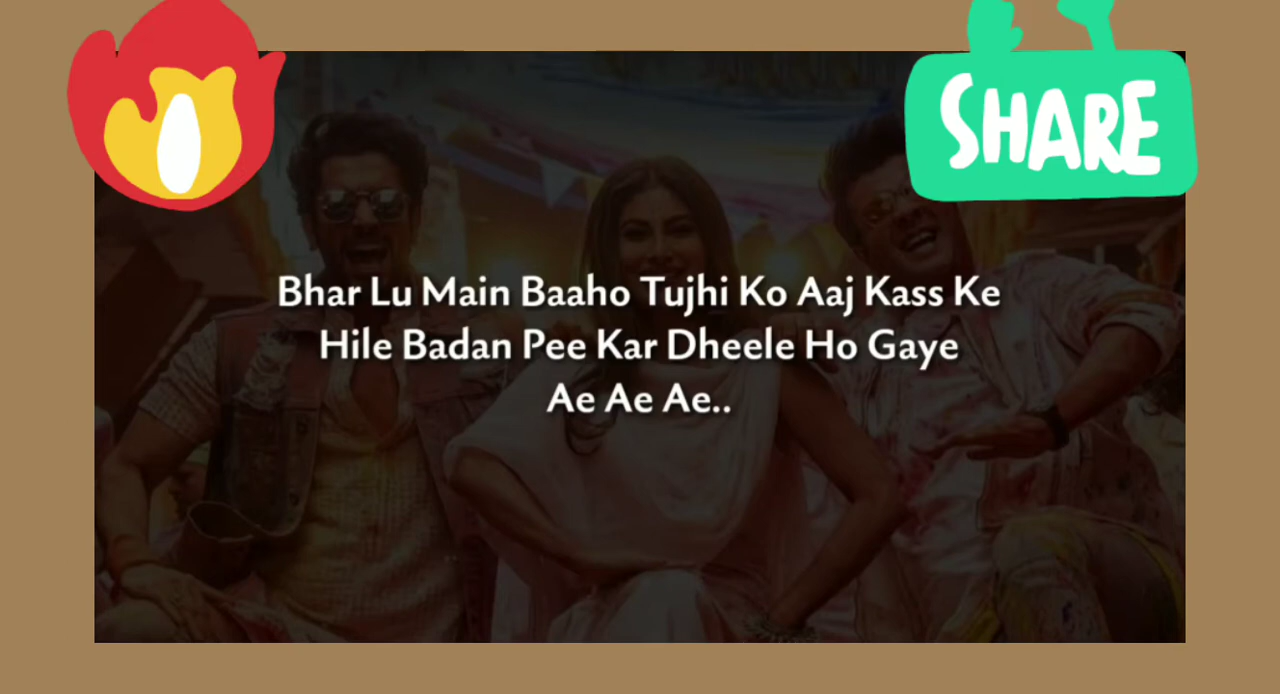 SHARE
Bhar Lu Main Baaho Tujhi Ko Aaj Kass Ke
Hile Badan Pee Kar Dheele Ho Gaye
Ae Ae Ae..